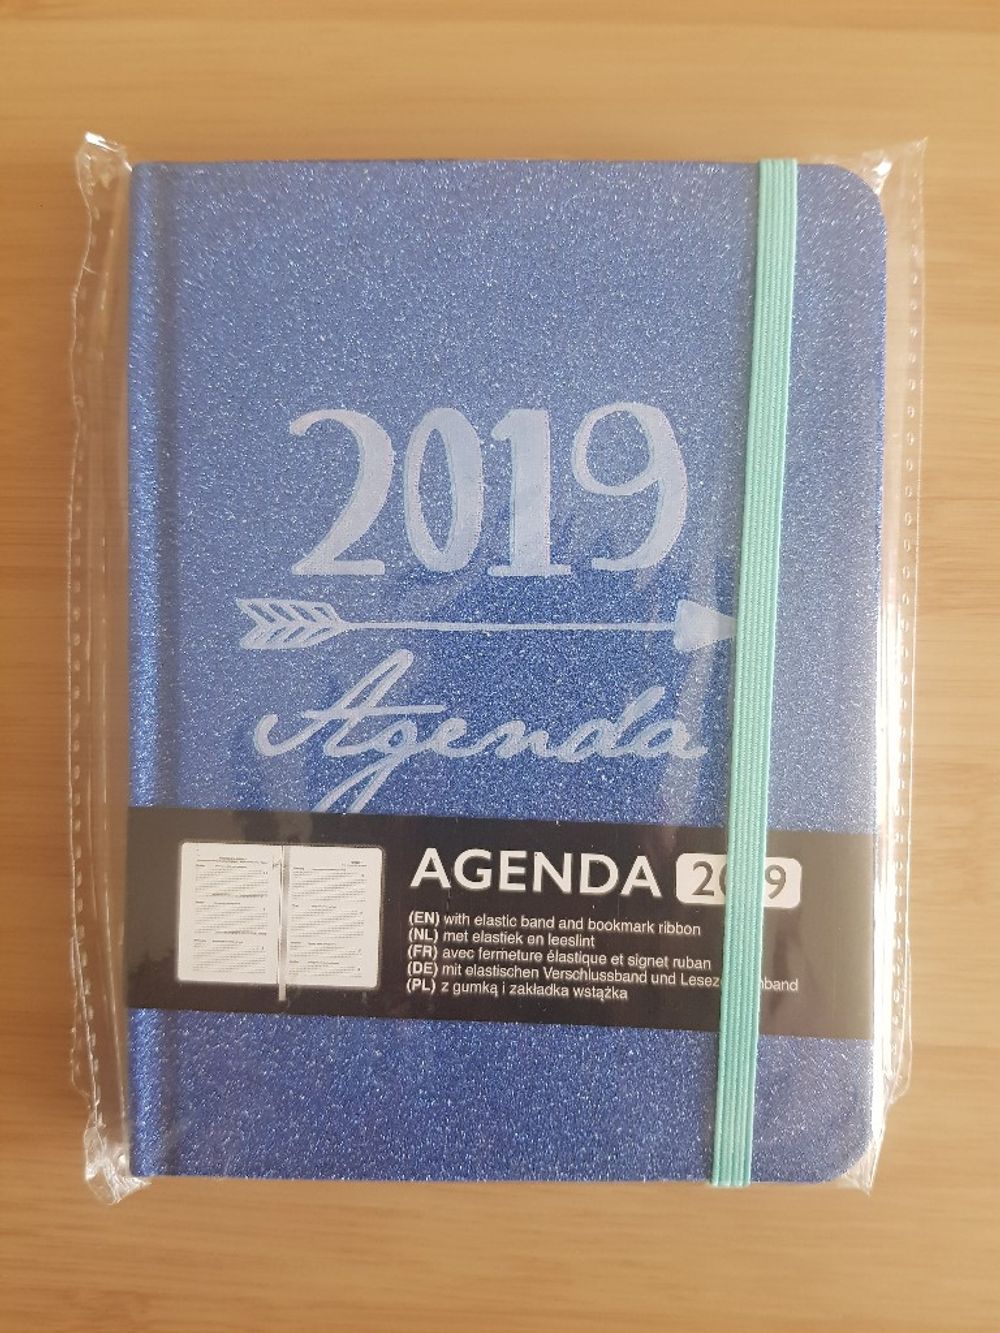 2019
Agenda
AGENDA 2019
(EN) with elastic band and bookmark ribbon
(NL) met elastiek en leeslint
(FR) avec fermeture élastique et signet ruban
(DE) mit elastischen Verschlussband und
(PL) z gumką i zakładka wstążka